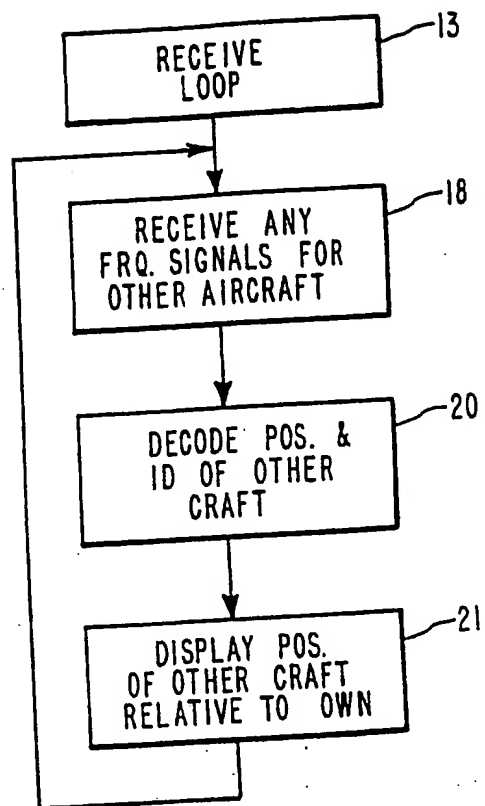 13
RECEIVE
LOOP
18
RECEIVE ANY
FRQ. SIGNALS FOR
OTHER AIRCRAFT
20
DECODE POS. &
ID OF OTHER
CRAFT
21
DISPLAY POS.
OF OTHER CRAFT
RELATIVE TO OWN